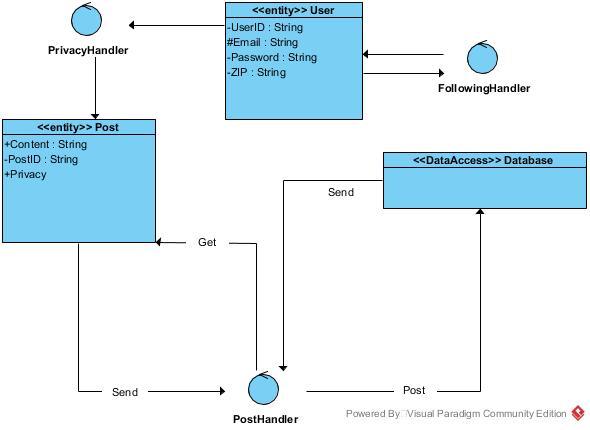 <<entity>> User
-UserID : String
#Email : String
-Password : String
-ZIP : String
PrivacyHandler
FollowingHandler
<<entity>> Post
+Content : String
-PostID : String
+Privacy
<<DataAccess>> Database
Send
Get
Send
Post
PostHandler
Powered By Visual Paradigm Community Edition